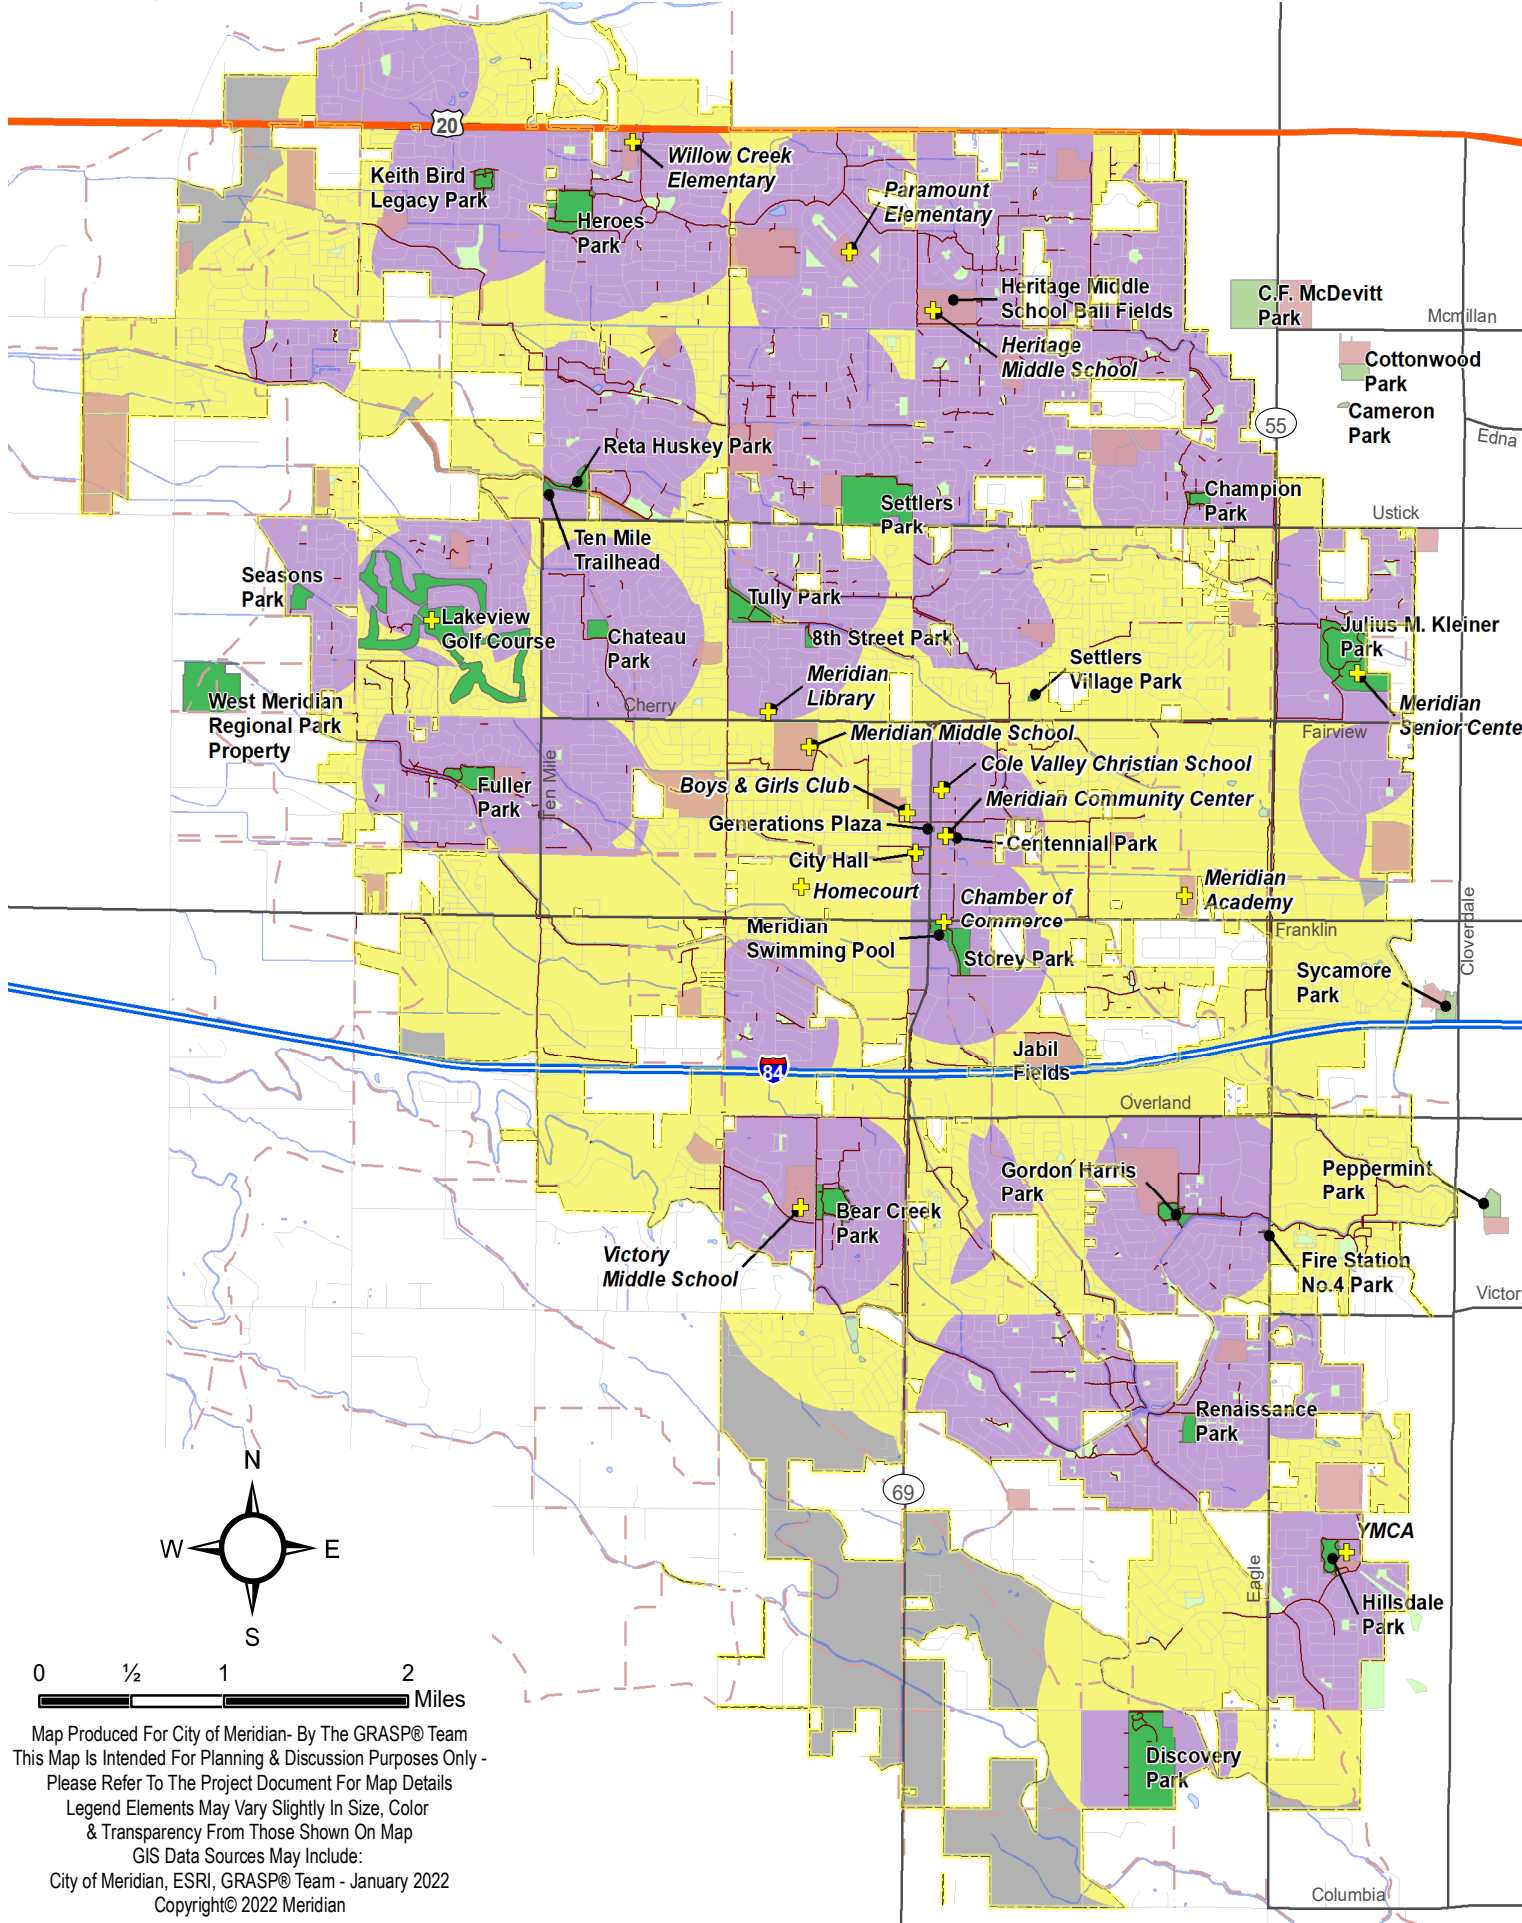 20
Willow Creek
Elementary
Keith Bird
Legacy Park
Paramount
Elementary
Heroes
Park
Heritage Middle
School Ball Fields
C.F. McDevitt
Park
Mcmillan
Heritage
Middle School
Cottonwood
Park
Cameron
Park
55
Edna
Reta Huskey Park
Settlers
Park
Champion
Park
Ustick
Ten Mile
Trailhead
Seasons
Park
Tully Park
Lakeview
Golf Course
Chateau
Park
8th Street Park
Julius M. Kleiner
Park
Settlers
Village Park
Meridian
Library
West Meridian
Regional Park
Property
Cherry
Meridian
Senior Cente
Fairview
Meridian Middle School
Cole Valley Christian School
Ten Mile
Fuller
Park
Boys & Girls Club
Meridian Community Center
Generations Plaza
Centennial Park
City Hall
Homecourt
Meridian
Academy
Chamber of
Commerce
Meridian
Swimming Pool
Franklin
Cloverdale
Storey Park
Sycamore
Park
Jabil
Fields
84
Overland
Gordon Harris
Park
Peppermint
Park
Bear Creek
Park
Victory
Middle School
Fire Station
No.4 Park
Victor
Renaissance
Park
69
N
W
E
S
YMCA
Eagle
Hillsdale
Park
0
½
1
2
Miles
Discovery
Park
Map Produced For City of Meridian- By The GRASP® Team
This Map Is Intended For Planning & Discussion Purposes Only -
Please Refer To The Project Document For Map Details
Legend Elements May Vary Slightly In Size, Color
& Transparency From Those Shown On Map
GIS Data Sources May Include:
City of Meridian, ESRI, GRASP® Team - January 2022
Copyright© 2022 Meridian
Columbia